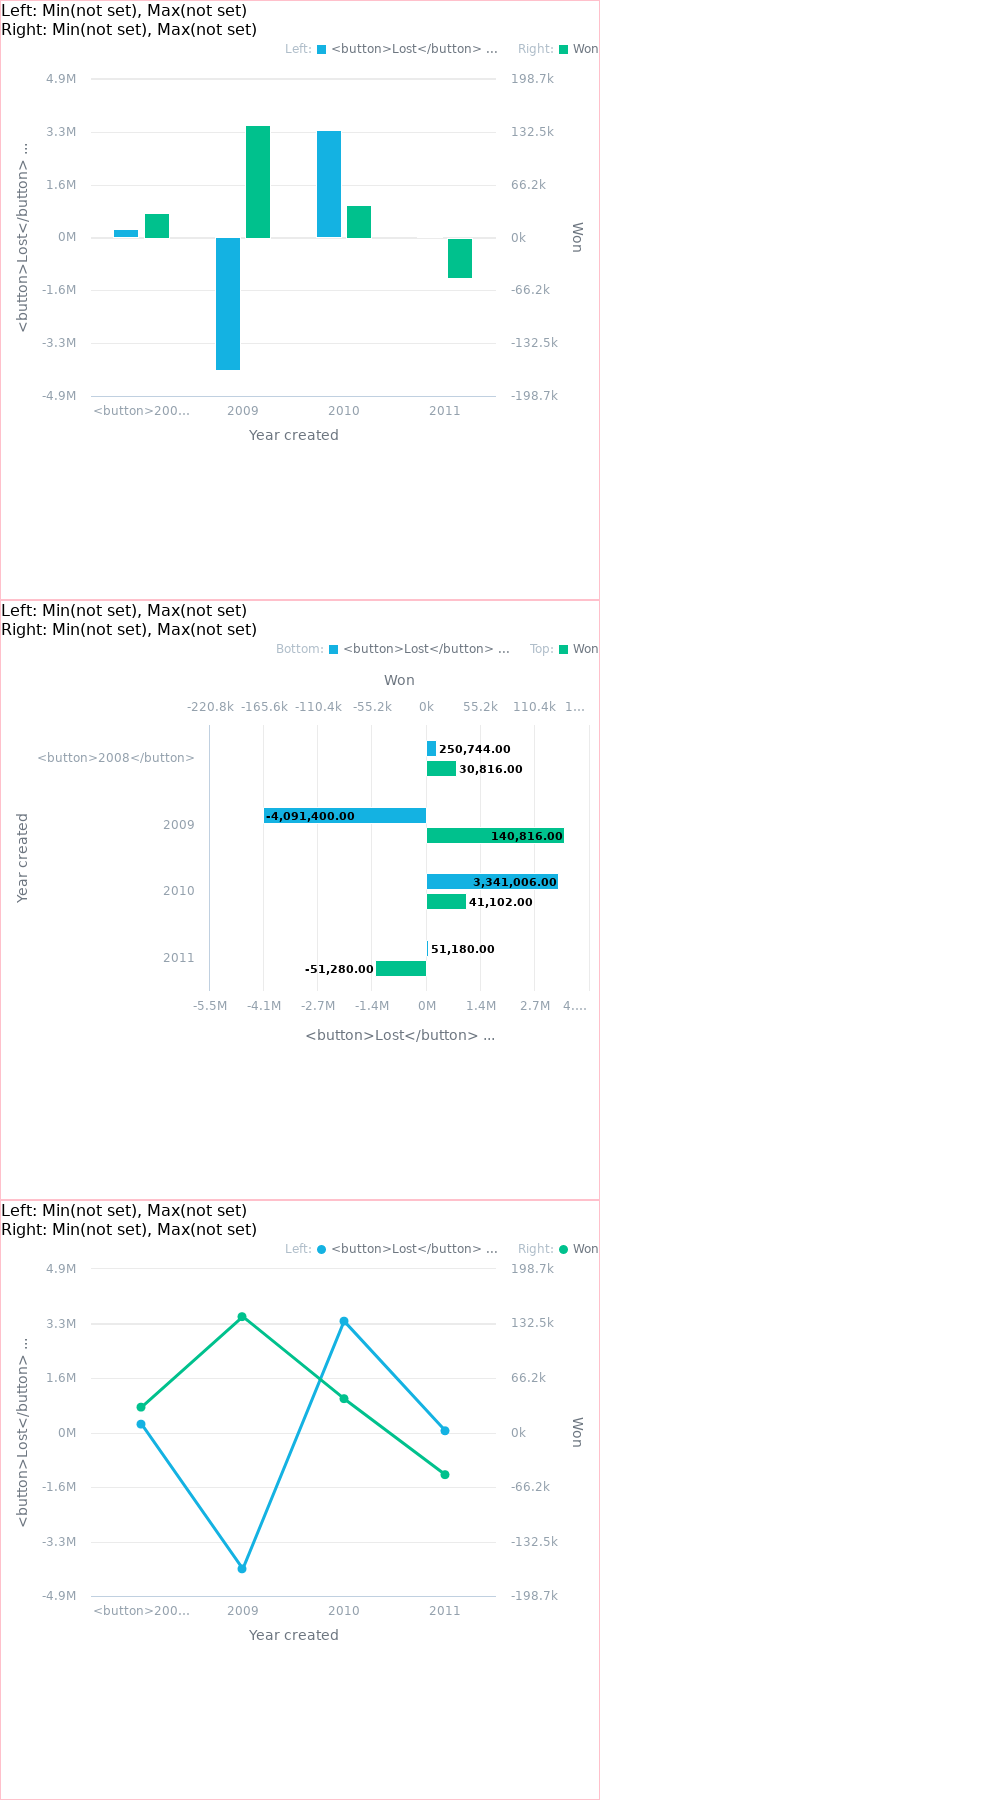 Left: Min(not set), Max(not set)
Right: Min(not set), Max(not set)
Left: <button>Lost</button> ... Right: Won
4.9M 198.7k
3.3M 132.5k
1.6M 66.2k
0M 0k
-1.6M -66.2k
-3.3M -132.5k
-4.9M -198.7k
<button>Lost</button> ...
Won
<button>200... 2009 2010 2011
Year created
Left: Min(not set), Max(not set)
Right: Min(not set), Max(not set)
Bottom: <button>Lost</button> ... Top: Won
Won
-220.8k -165.6k -110.4k -55.2k 0k 55.2k 110.4k 1...
<button>2008</button>
250,744.00
30,816.00
2009
-4,091,400.00
140,816.00
2010
3,341,006.00
41,102.00
2011
51,180.00
-51,280.00
Year created
-5.5M -4.1M -2.7M -1.4M 0M 1.4M 2.7M 4....
<button>Lost</button> ...
Left: Min(not set), Max(not set)
Right: Min(not set), Max(not set)
Left: <button>Lost</button> ... Right: Won
4.9M 198.7k
3.3M 132.5k
1.6M 66.2k
0M 0k
-1.6M -66.2k
-3.3M -132.5k
-4.9M -198.7k
<button>Lost</button> ...
Won
<button>200... 2009 2010 2011
Year created